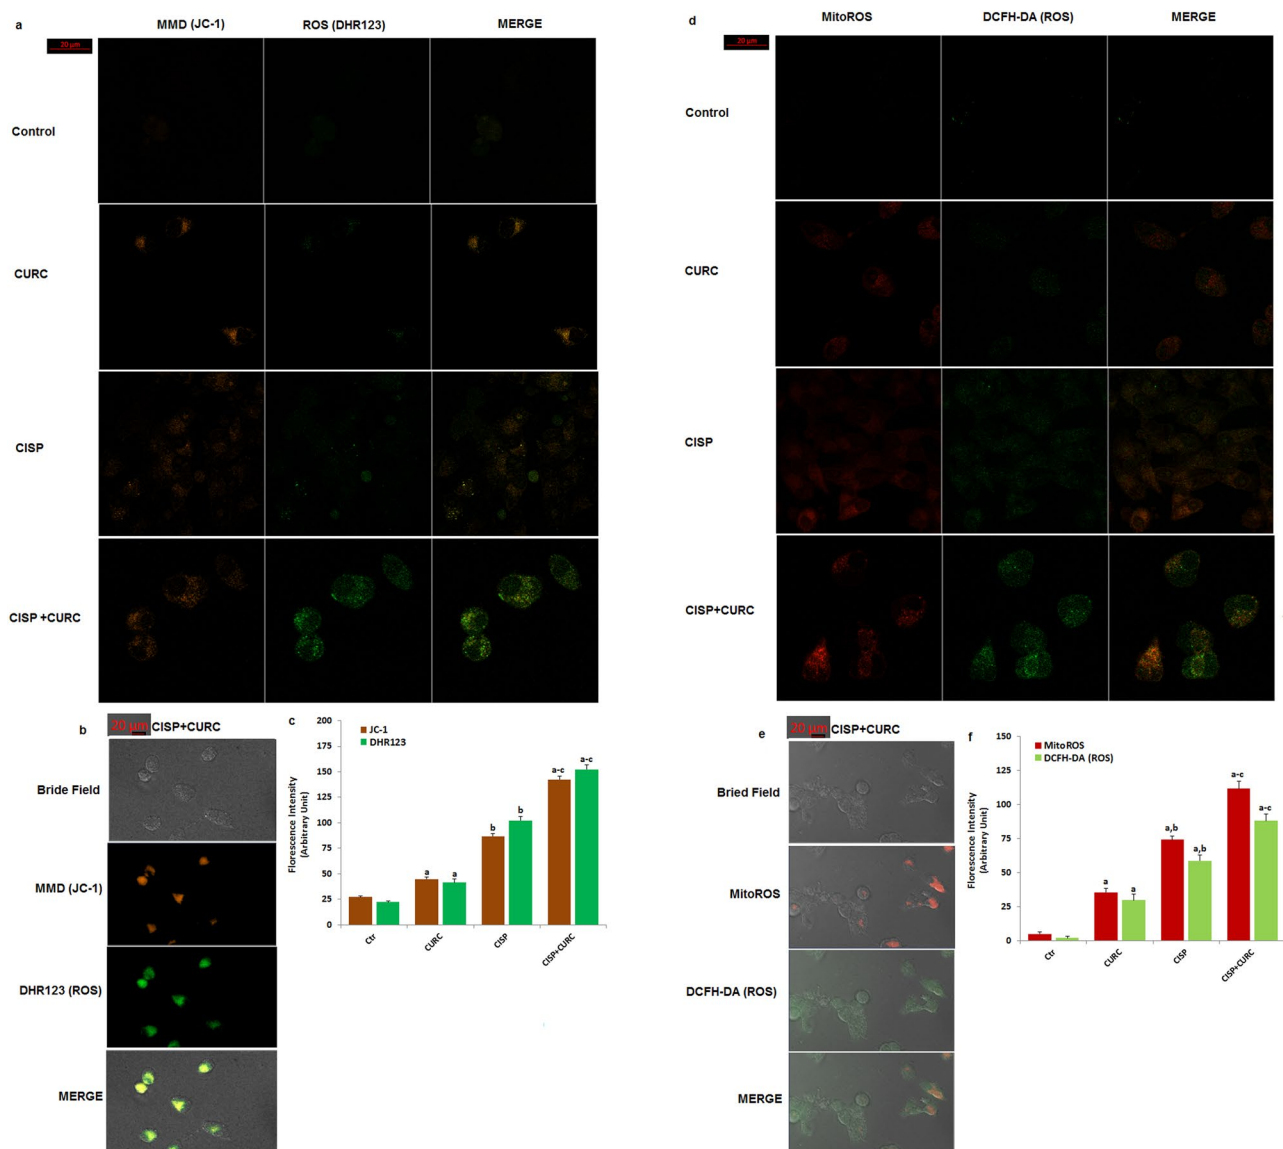 a
MMD (JC-1)
ROS (DHR123)
MERGE
20 µm
Control
CURC
CISP
CISP +CURC
d
MitoROS
DCFH-DA (ROS)
MERGE
20 µm
Control
CURC
CISP
CISP+CURC
b
20 µm
CISP+CURC
Bride Field
MMD (JC-1)
DHR123 (ROS)
MERGE
c
JC-1
DHR123
Florescence Intensity
(Arbitrary Unit)
200
175
150
125
100
75
50
25
0
a
a
b
b
a-c
a-c
Ctr
CURC
CISP
CISP+CURC
e
20 µm
CISP+CURC
Bried Field
MitoROS
DCFH-DA (ROS)
MERGE
f
MitoROS
DCFH-DA (ROS)
Florescence Intensity
(Arbitrary Unit)
150
125
100
75
50
25
0
a
a
a,b
a,b
a-c
a-c
Ctr
CURC
CISP
CISP+CURC